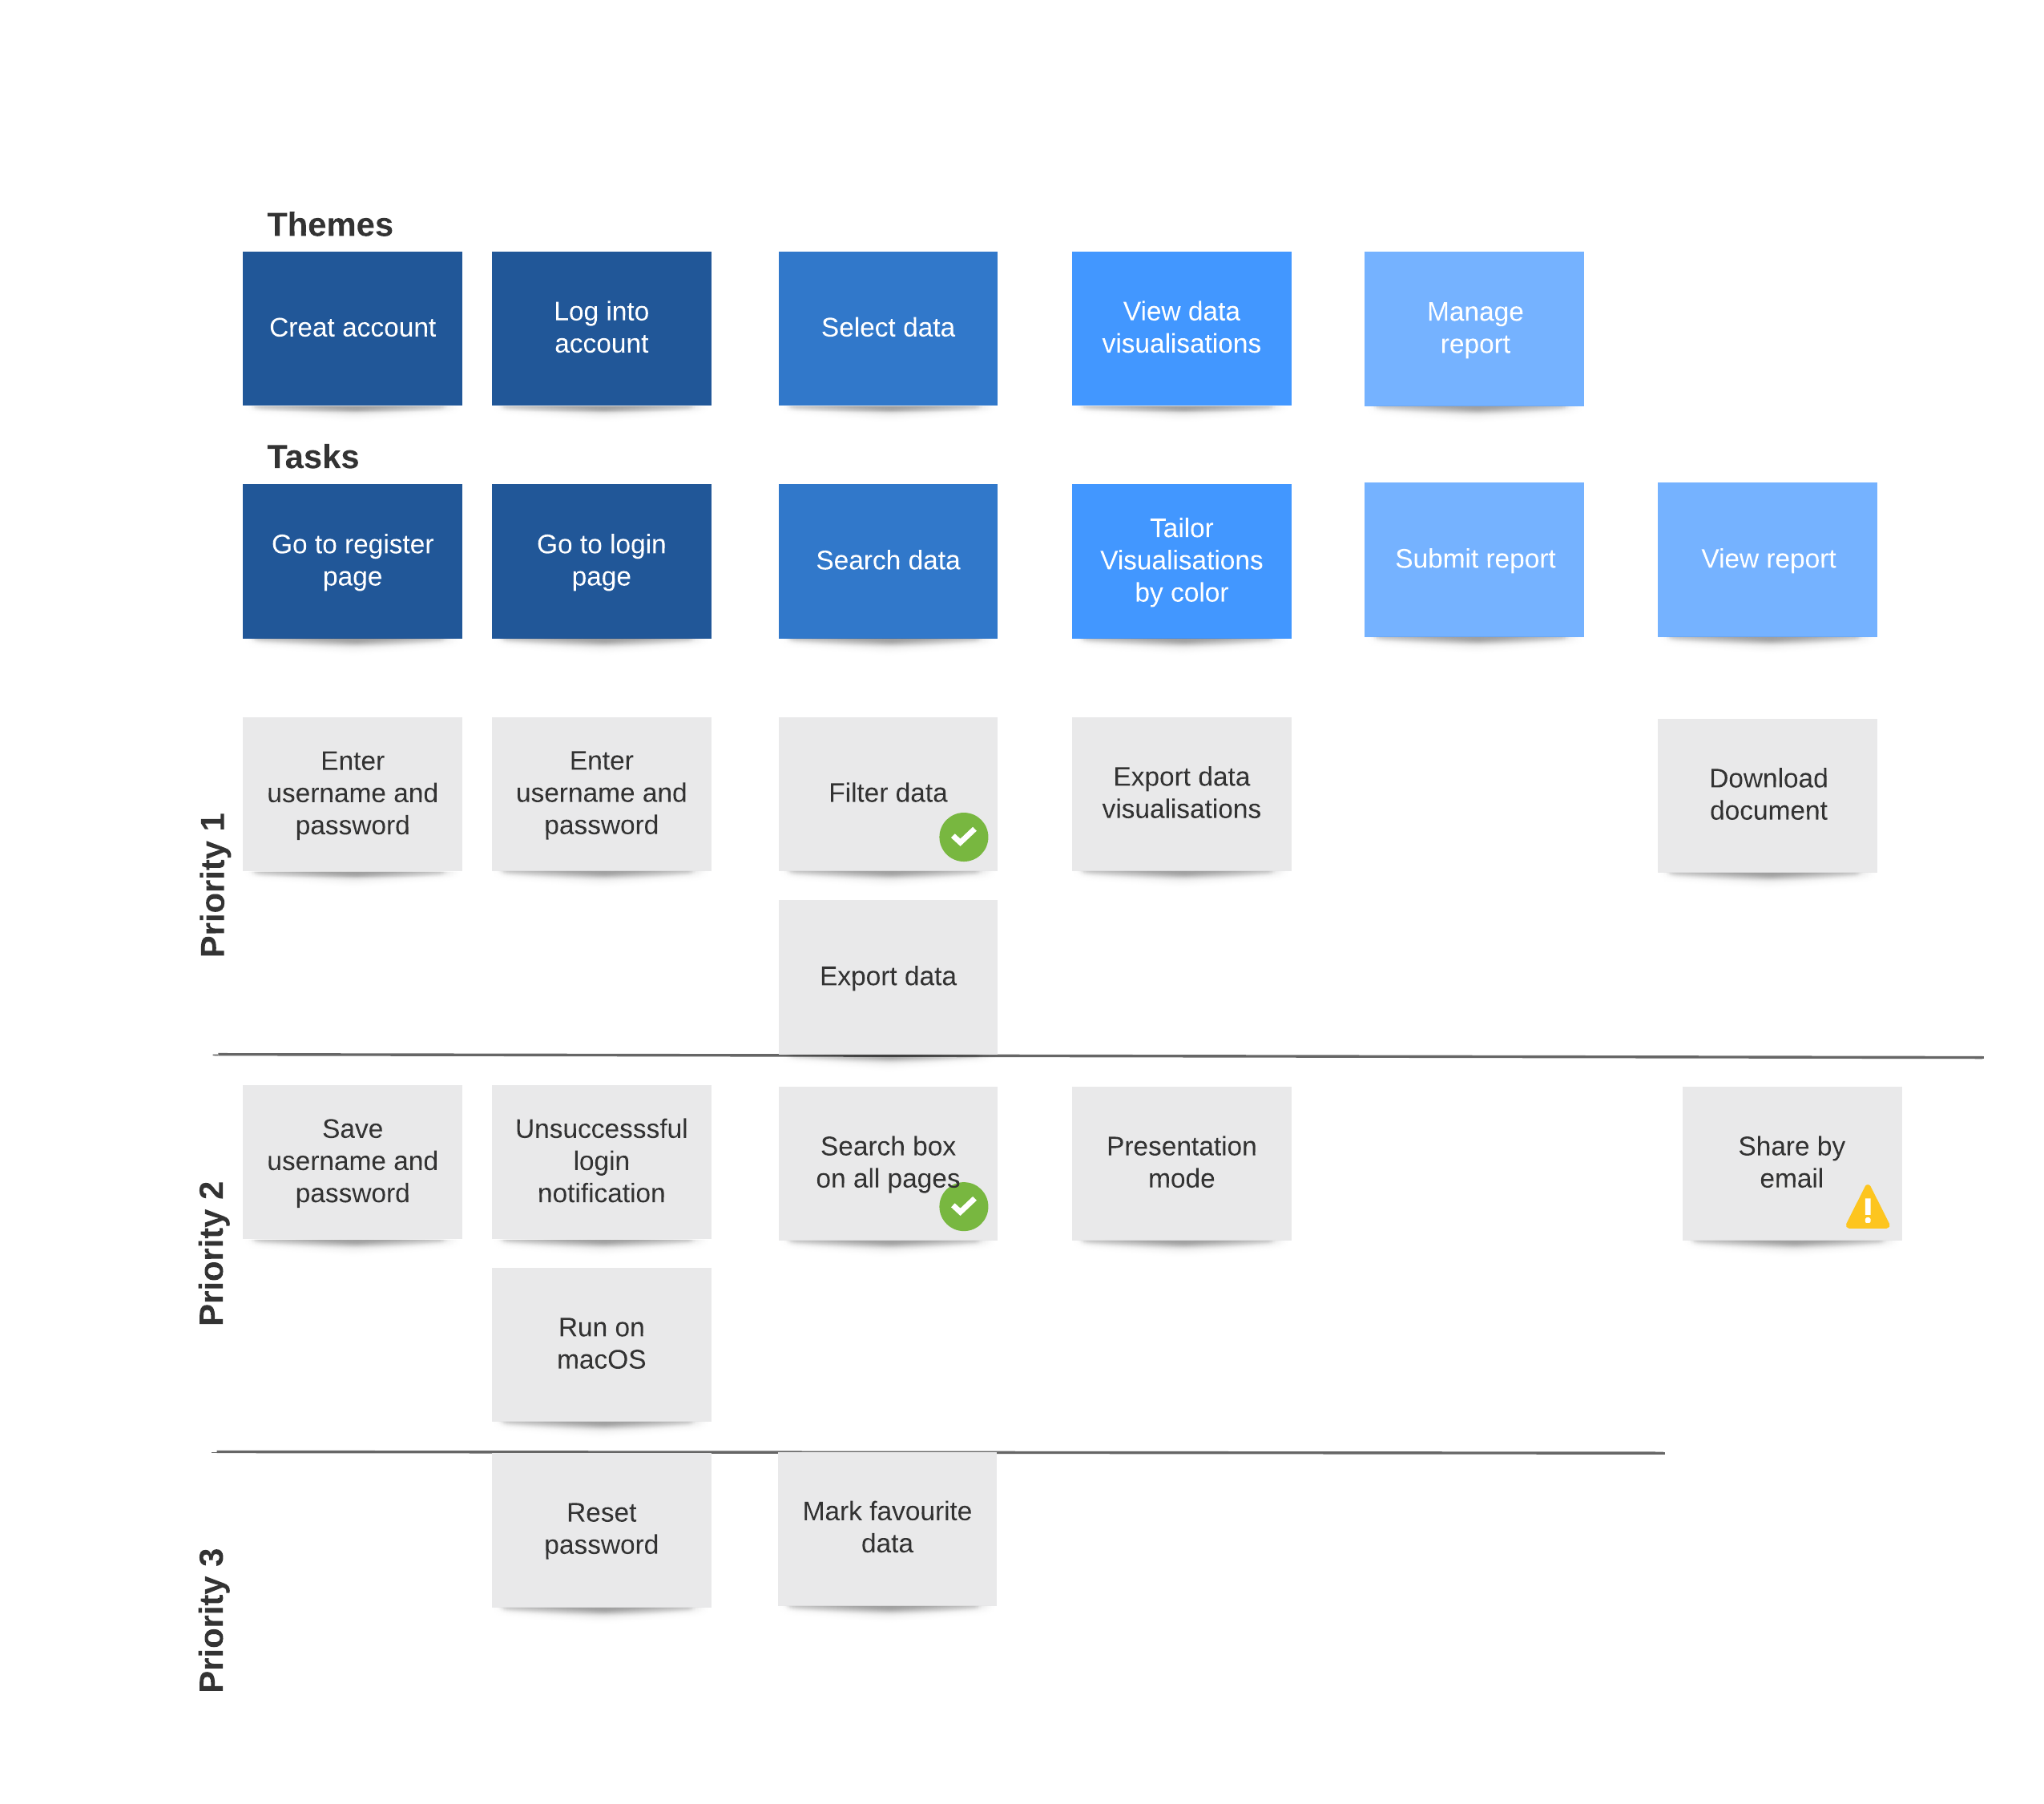 Themes
Creat account
Log into
account
Select data
View data
visualisations
Manage
report
Tasks
Go to register
page
Go to login
page
Search data
Tailor
Visualisations
by color
Submit report
View report
Priority 1
Enter
username and
password
Enter
username and
password
Filter data
Export data
visualisations
Download
document
Export data
Priority 2
Save
username and
password
Unsuccesssful
login
notification
Search box
on all pages
Presentation
mode
Share by
email
Run on
macOS
Priority 3
Reset
password
Mark favourite
data